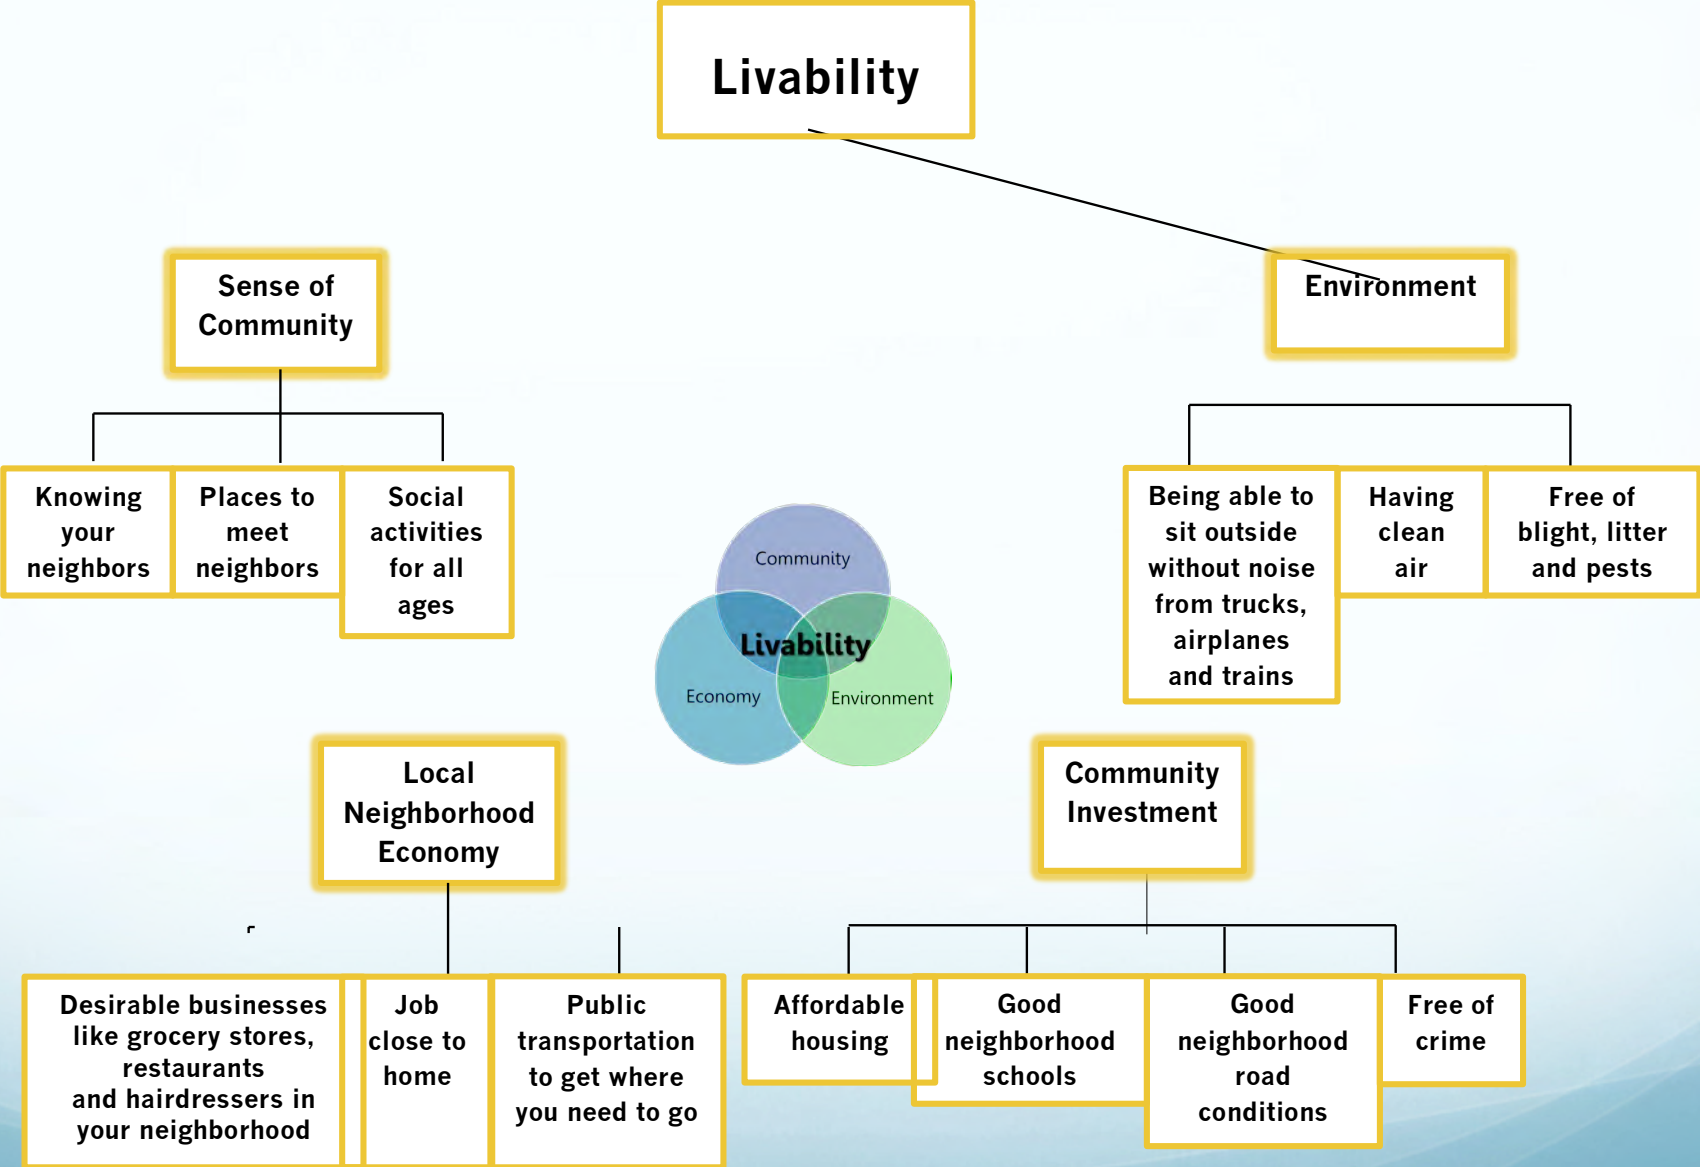 Livability
Sense of
Community
Environment
Knowing
your
neighbors
Places to
meet
neighbors
Social
activities
for all
ages
Being able to
sit outside
without noise
from trucks,
airplanes
and trains
Having
clean
air
Free of
blight, litter
and pests
Community
Livability
Economy
Environment
Local
Neighborhood
Economy
Community
Investment
Desirable businesses
like grocery stores,
restaurants
and hairdressers in
your neighborhood
Job
close to
home
Public
transportation
to get where
you need to go
Affordable
housing
Good
neighborhood
schools
Good
neighborhood
road
conditions
Free of
crime